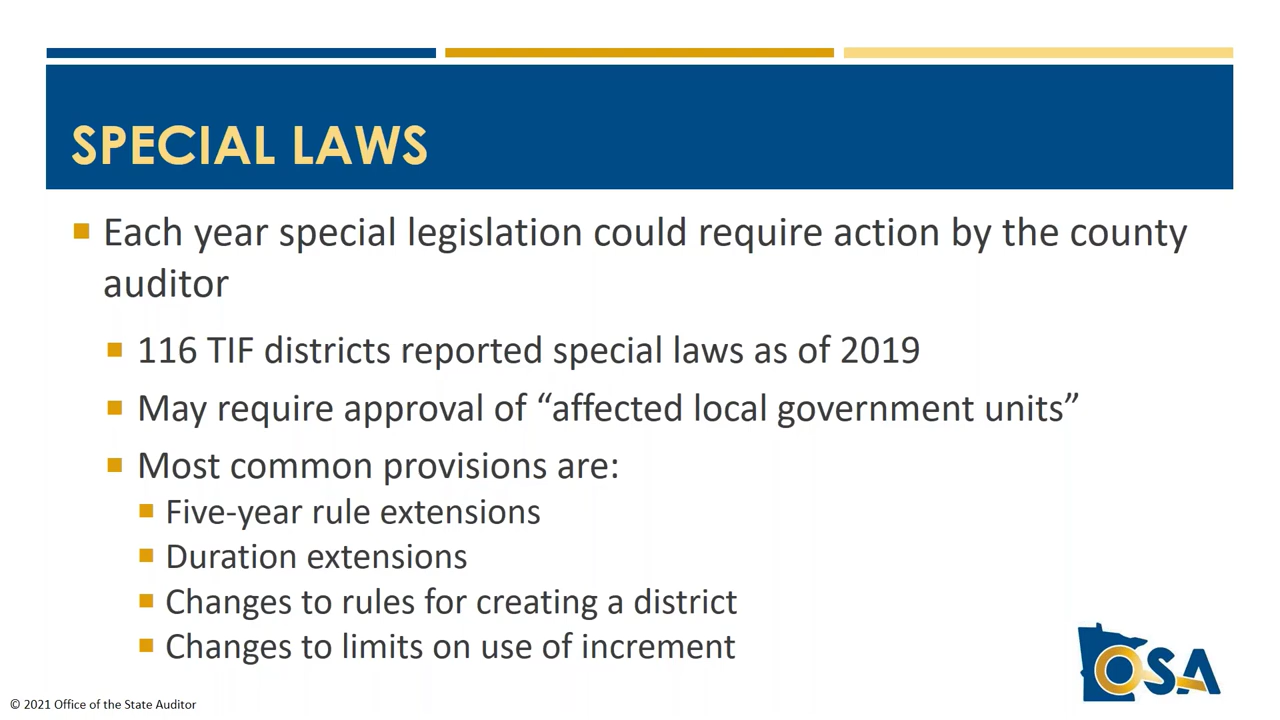 SPECIAL LAWS
Each year special legislation could require action by the county
auditor
116 TIF districts reported special laws as of 2019
May require approval of “affected local government units”
Most common provisions are:
Five-year rule extensions
Duration extensions
Changes to rules for creating a district
Changes to limits on use of increment
OSA
© 2021 Office of the State Auditor